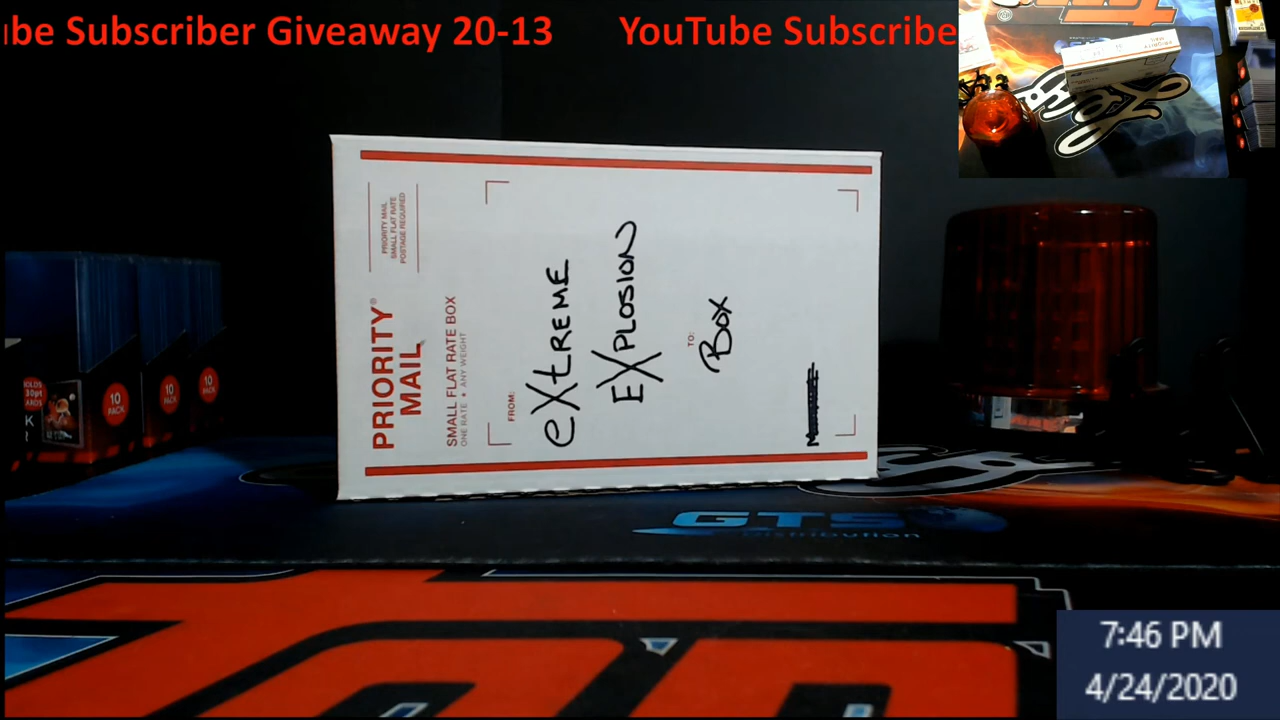 be Subscriber Giveaway 20-13 YouTube Subscribe
PRIORITY MAIL
SMALL FLAT RATE
POSTAGE REQUIRED
PRIORITY®
MAIL
SMALL FLAT RATE BOX
ONE RATE ● ANY WEIGHT
FROM:
eXtREME
EXPLOSION
TO:
BOX
10
PACK
10
PACK
10
PACK
GTS
Distribution
7:46 PM
4/24/2020